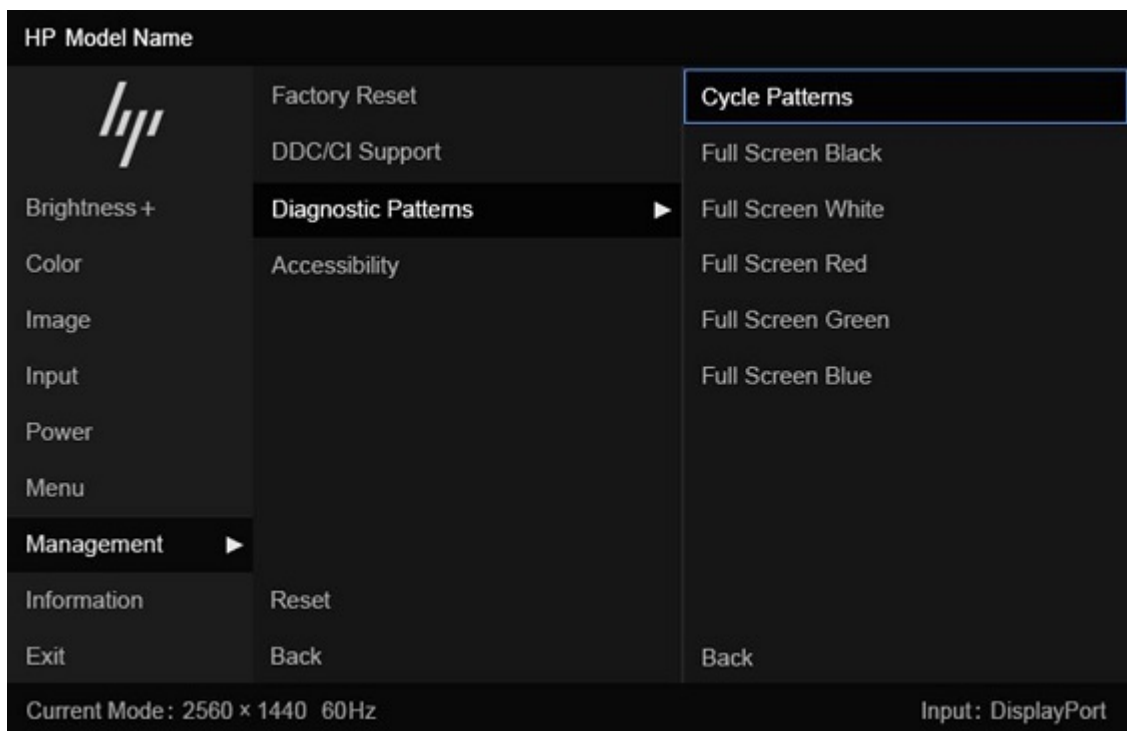 HP Model Name
hp
Brightness +
Color
Image
Input
Power
Menu
Management
Information
Exit
Factory Reset
DDC/CI Support
Diagnostic Patterns
Accessibility
Reset
Back
Cycle Patterns
Full Screen Black
Full Screen White
Full Screen Red
Full Screen Green
Full Screen Blue
Back
Current Mode: 2560 × 1440 60Hz
Input: DisplayPort